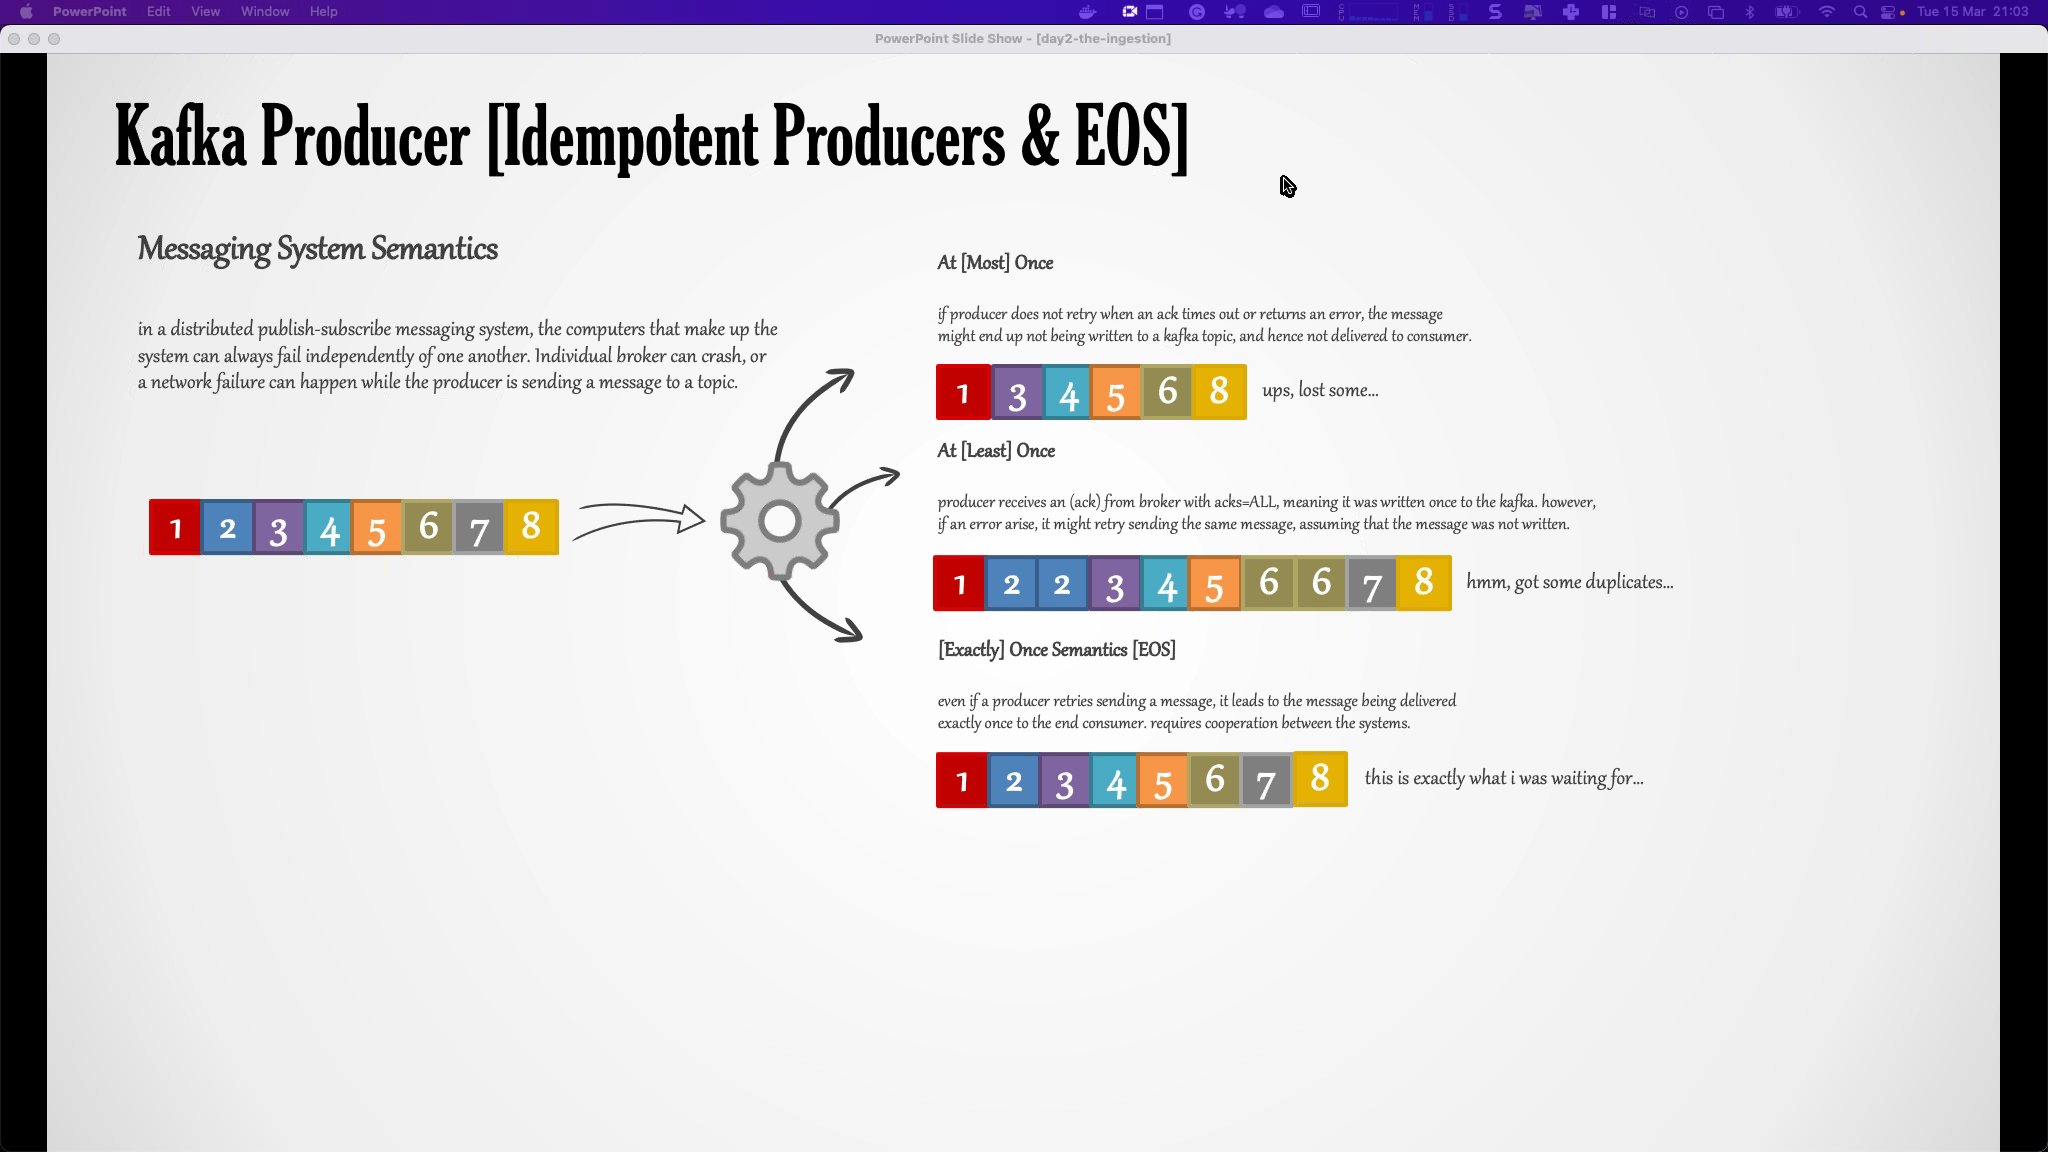 PowerPoint Edit View Window Help
Tue 15 Mar 21:03
PowerPoint Slide Show - [day2-the-ingestion]
Kafka Producer [Idempotent Producers & EOS]
Messaging System Semantics
in a distributed publish-subscribe messaging system, the computers that make up the
system can always fail independently of one another. Individual broker can crash, or
a network failure can happen while the producer is sending a message to a topic.
1 2 3 4 5 6 7 8
At [Most] Once
if producer does not retry when an ack times out or returns an error, the message
might end up not being written to a kafka topic, and hence not delivered to consumer.
1 3 4 5 6 8 ups, lost some...
At [Least] Once
producer receives an (ack) from broker with acks=ALL, meaning it was written once to the kafka. however,
if an error arise, it might retry sending the same message, assuming that the message was not written.
1 2 2 3 4 5 6 6 7 8 hmm, got some duplicates...
[Exactly] Once Semantics [EOS]
even if a producer retries sending a message, it leads to the message being delivered
exactly once to the end consumer. requires cooperation between the systems.
1 2 3 4 5 6 7 8 this is exactly what i was waiting for...